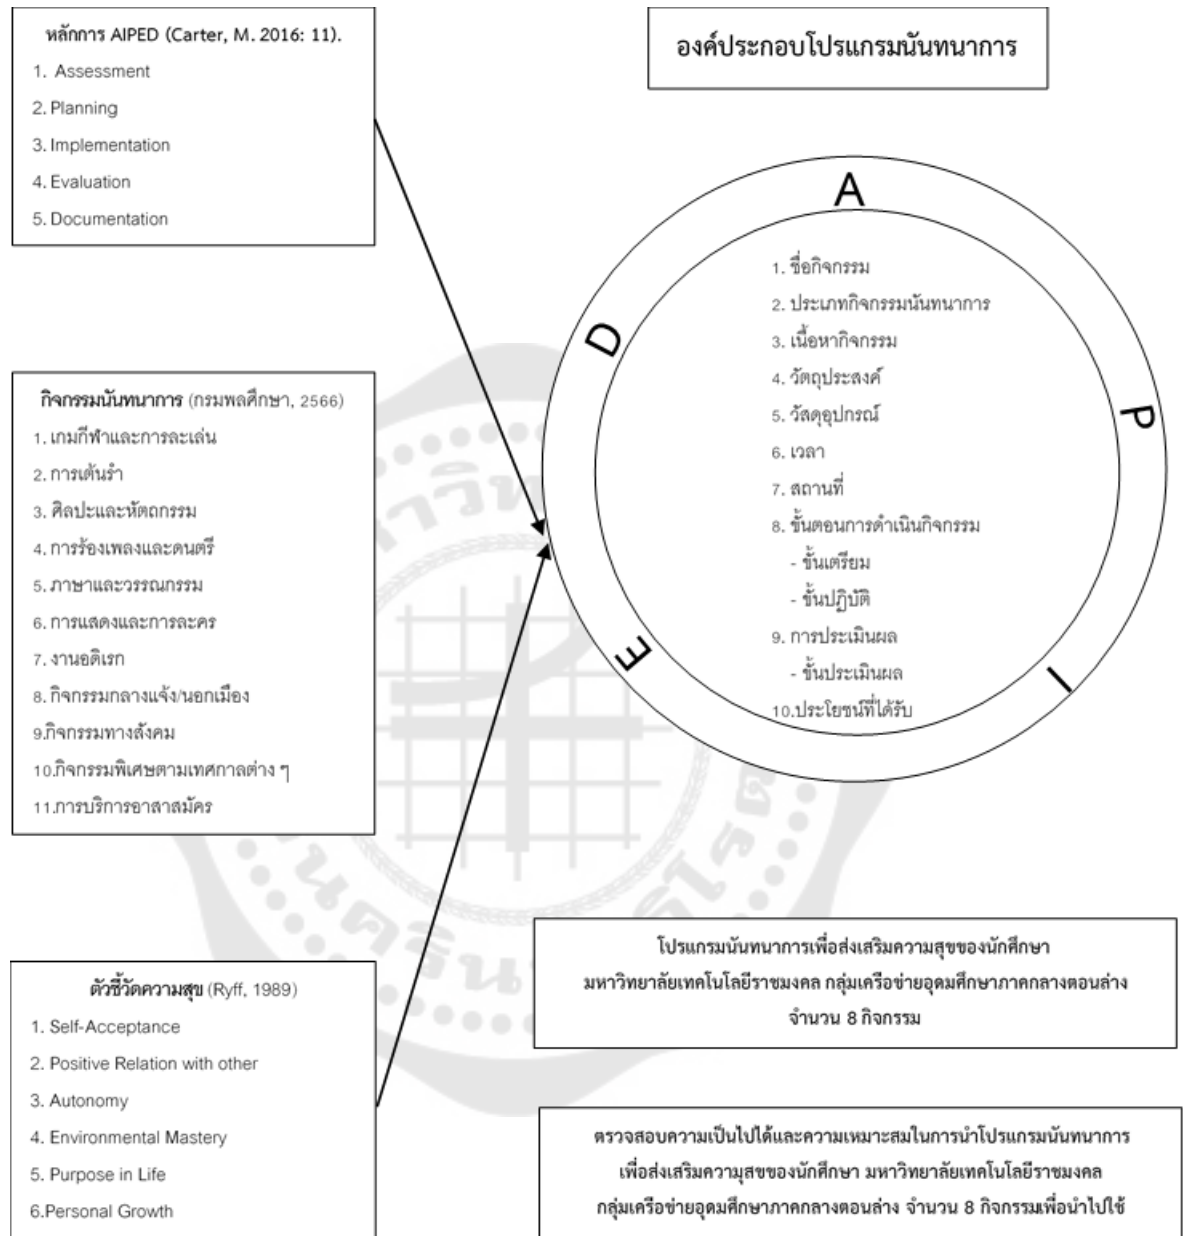 หลักการ AIPED (Carter, M. 2016: 11).
1. Assessment
2. Planning
3. Implementation
4. Evaluation
5. Documentation
กิจกรรมนันทนาการ (กรมพลศึกษา, 2566)
1. เกมกีฬาและการละเล่น
2. การเต้นรำ
3. ศิลปะและหัตถกรรม
4. การร้องเพลงและดนตรี
5. ภาษาและวรรณกรรม
6. การแสดงและการละคร
7. งานอดิเรก
8. กิจกรรมกลางแจ้ง/นอกเมือง
9.กิจกรรมทางสังคม
10.กิจกรรมพิเศษตามเทศกาลต่าง ๆ
11.การบริการอาสาสมัคร
ตัวชี้วัดความสุข (Ryff, 1989)
1. Self-Acceptance
2. Positive Relation with other
3. Autonomy
4. Environmental Mastery
5. Purpose in Life
6.Personal Growth
องค์ประกอบโปรแกรมนันทนาการ
A
P
I
E
D
1. ชื่อกิจกรรม
2. ประเภทกิจกรรมนันทนาการ
3. เนื้อหากิจกรรม
4. วัตถุประสงค์
5. วัสดุอุปกรณ์
6. เวลา
7. สถานที่
8. ขั้นตอนการดำเนินกิจกรรม
- ขั้นเตรียม
- ขั้นปฏิบัติ
9. การประเมินผล
- ขั้นประเมินผล
10.ประโยชน์ที่ได้รับ
โปรแกรมนันทนาการเพื่อส่งเสริมความสุขของนักศึกษา
มหาวิทยาลัยเทคโนโลยีราชมงคล กลุ่มเครือข่ายอุดมศึกษาภาคกลางตอนล่าง
จำนวน 8 กิจกรรม
ตรวจสอบความเป็นไปได้และความเหมาะสมในการนำโปรแกรมนันทนาการ
เพื่อส่งเสริมความุสขของนักศึกษา มหาวิทยาลัยเทคโนโลยีราชมงคล
กลุ่มเครือข่ายอุดมศึกษาภาคกลางตอนล่าง จำนวน 8 กิจกรรมเพื่อนำไปใช้